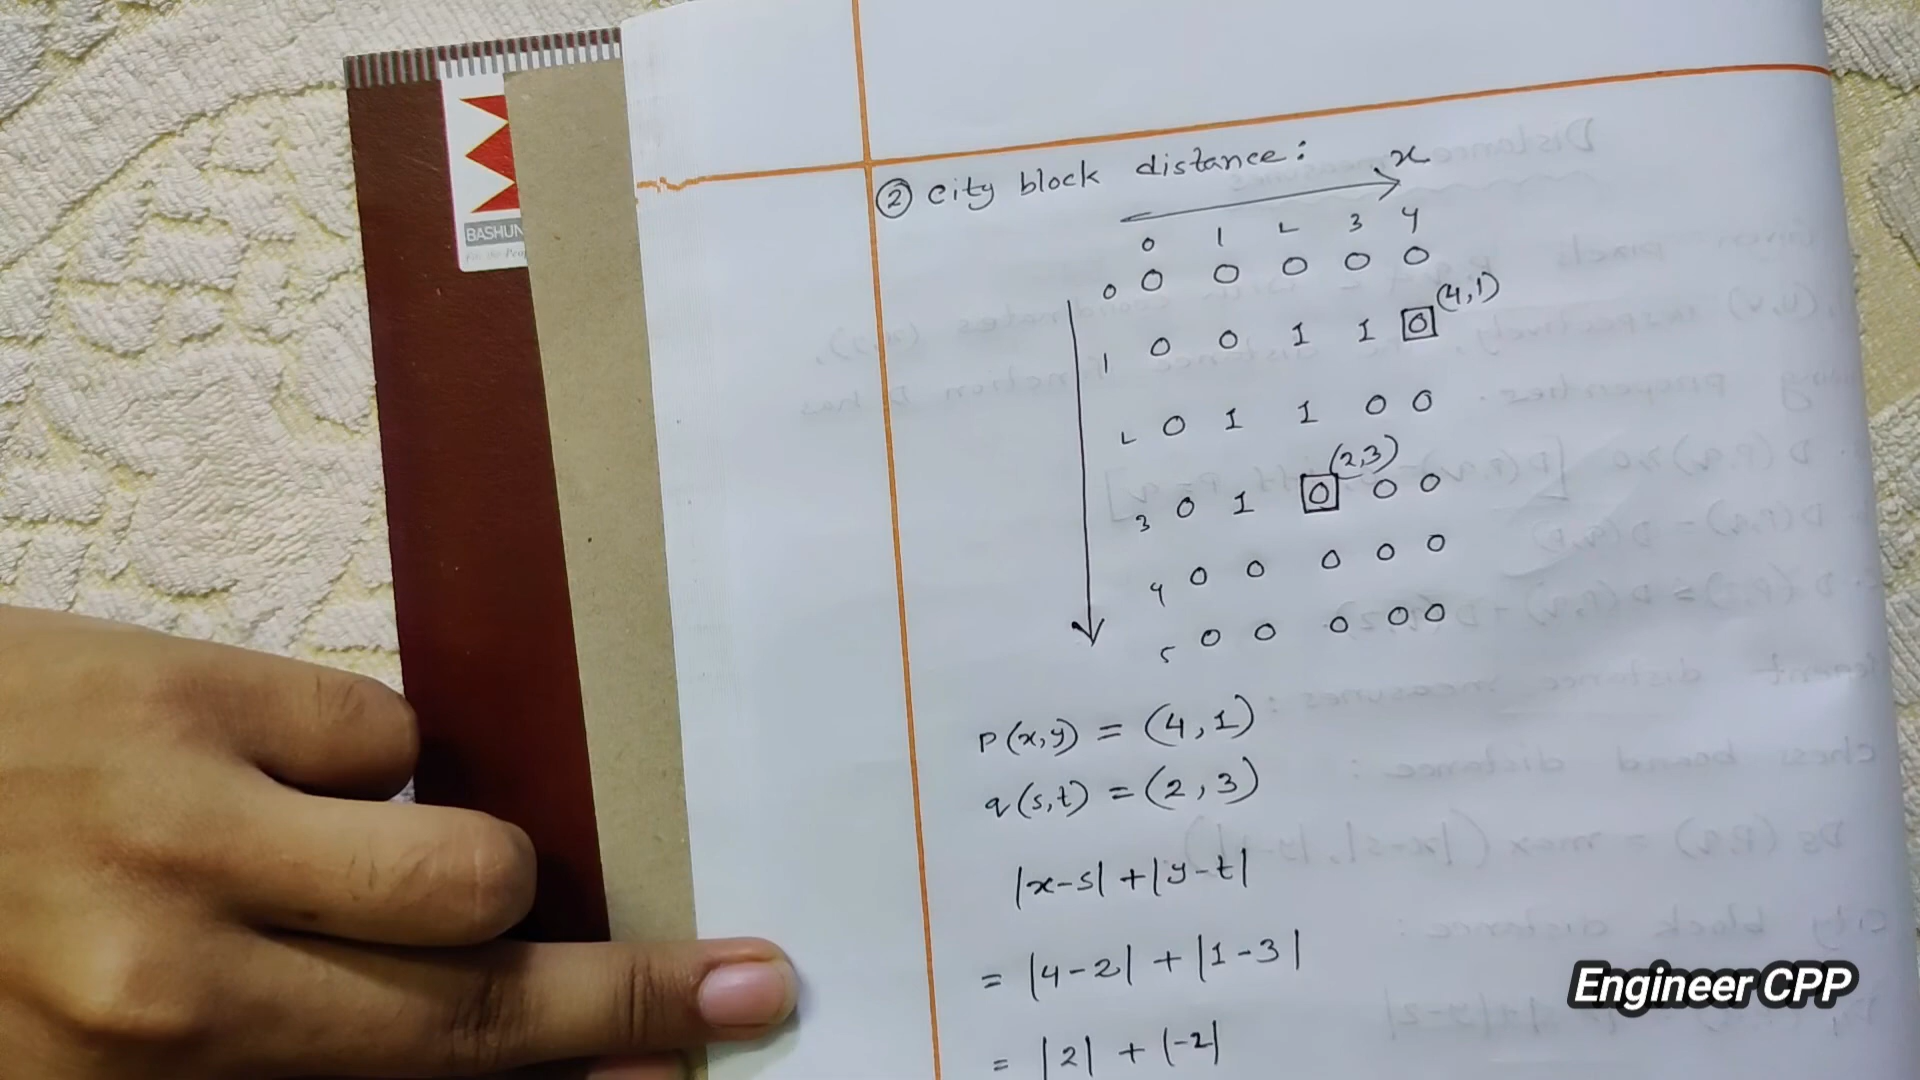 BASHUN
② city block distance: x
0 1 2 3 4
0 0 0 0 0 0
(4,1)
1 0 0 1 1 0
2 0 1 1 0 0
(2,3)
3 0 1 0 0 0
4 0 0 0 0 0
5 0 0 0 0 0
P(x,y) = (4,1)
q(s,t) = (2,3)
|x-s| + |y-t|
= |4-2| + |1-3|
= |2| + |-2|
Engineer CPP